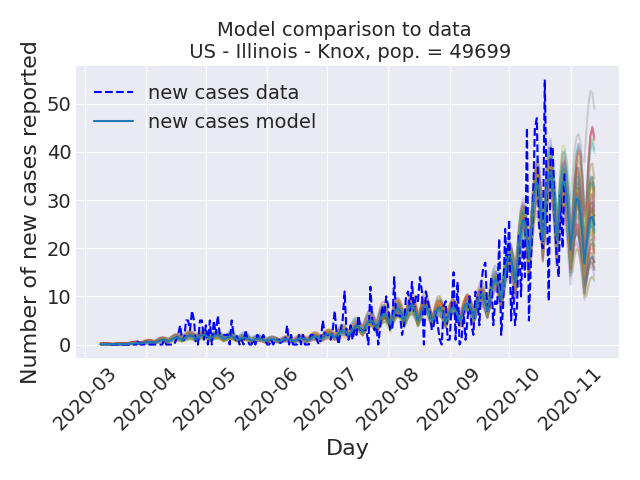 Model comparison to data
US - Illinois - Knox, pop. = 49699
Number of new cases reported
new cases data
new cases model
50
40
30
20
10
0
2020-03
2020-04
2020-05
2020-06
2020-07
2020-08
2020-09
2020-10
2020-11
Day